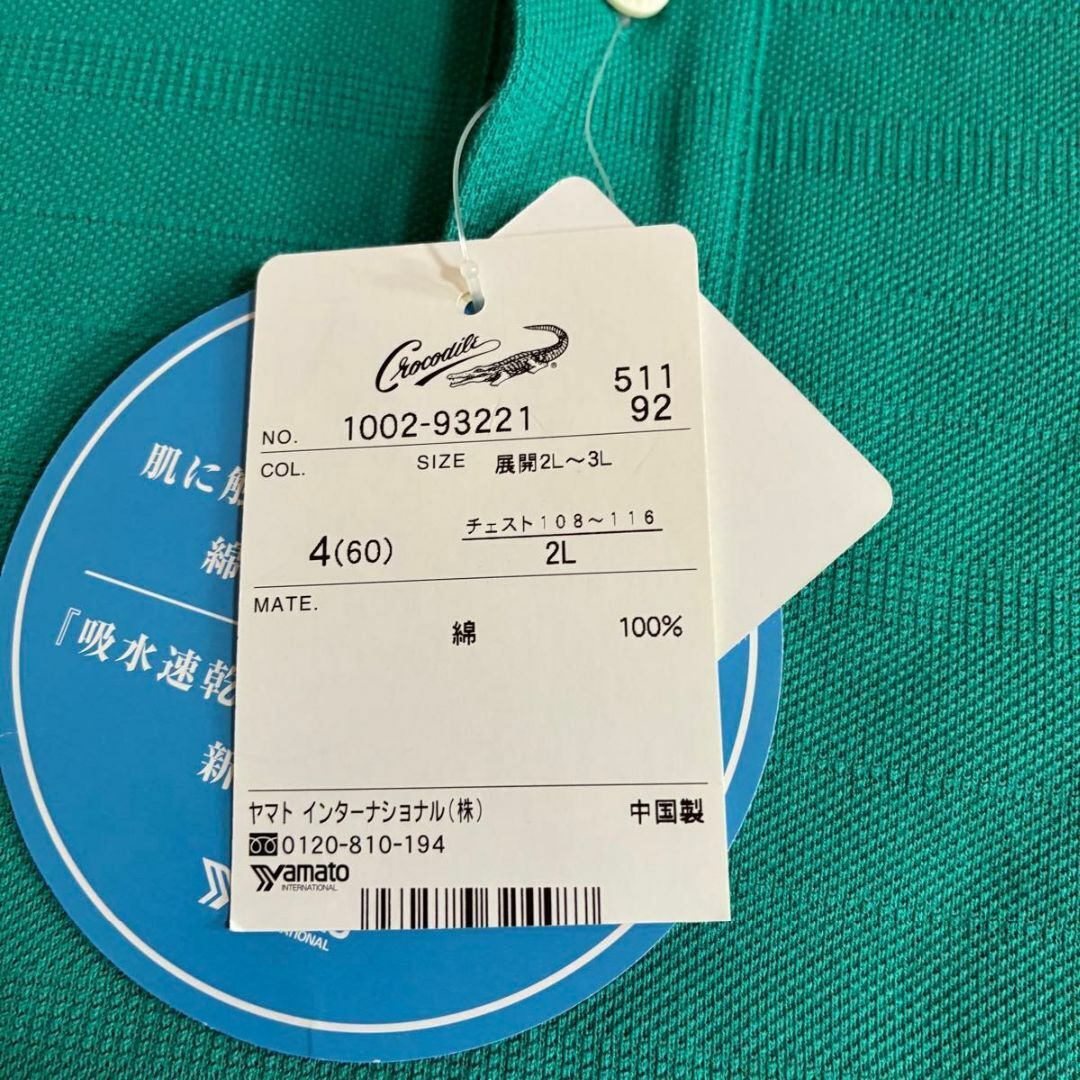 Crocodile
511
NO. 1002-93221 92
COL. SIZE 展開2L～3L
チェスト108～116
4(60) 2L
MATE.
綿 100%
ヤマト インターナショナル(株) 中国製
0120-810-194
Yamato
INTERNATIONAL
肌に
綿
『吸水速乾
新